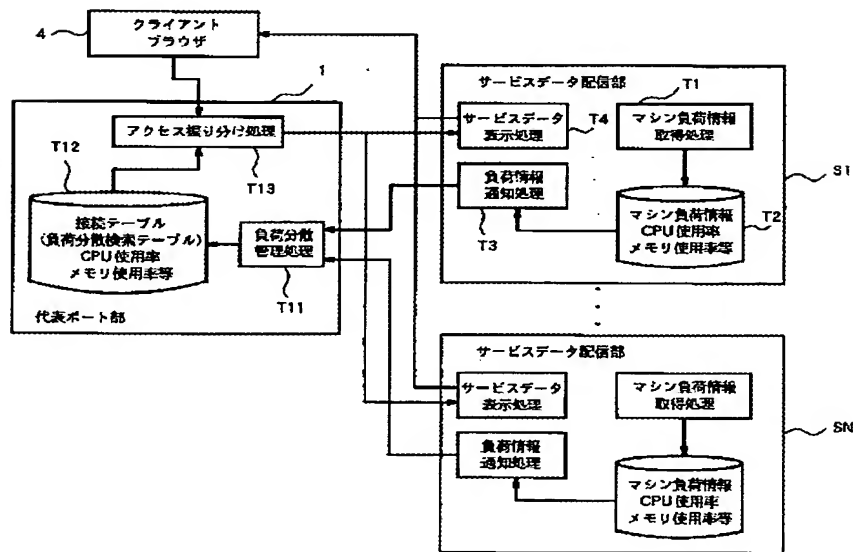 4
クライアント
ブラウザ
1
アクセス振り分け処理
T12
T13
接続テーブル
(負荷分散検索テーブル)
CPU使用率
メモリ使用率等
負荷分散
管理処理
T11
代表ポート部
サービスデータ配信部
T1
サービスデータ
表示処理
T4
マシン負荷情報
取得処理
負荷情報
通知処理
T3
マシン負荷情報
CPU使用率
メモリ使用率等
T2
S1
サービスデータ配信部
サービスデータ
表示処理
マシン負荷情報
取得処理
負荷情報
通知処理
マシン負荷情報
CPU使用率
メモリ使用率等
SN